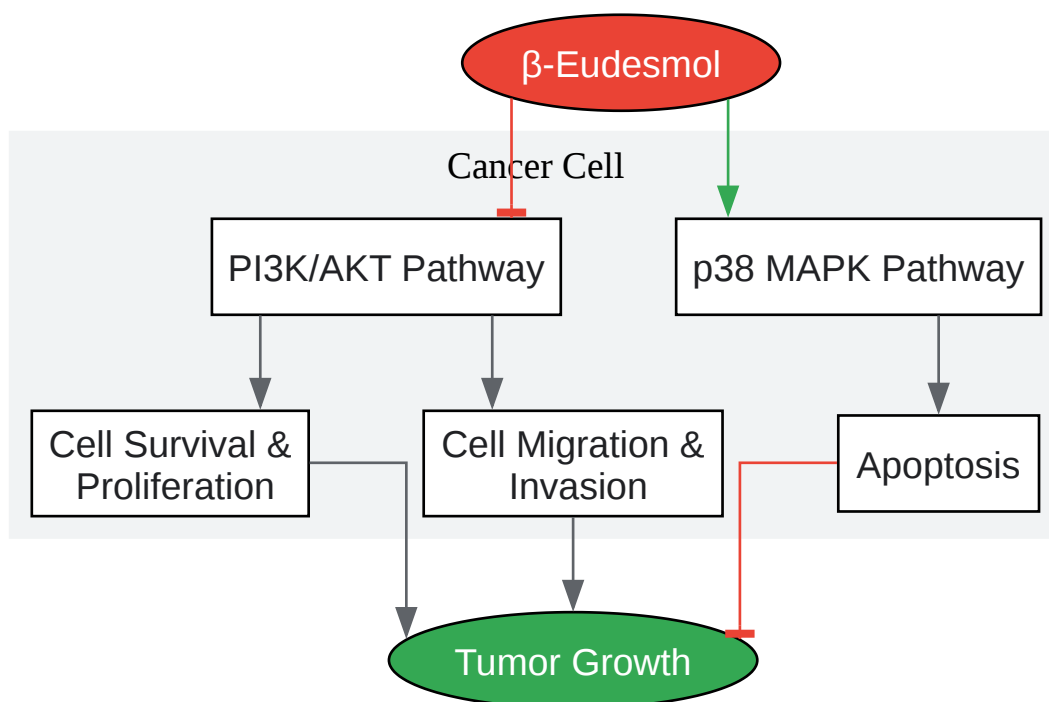 β-Eudesmol
Cancer Cell
PI3K/AKT Pathway
p38 MAPK Pathway
Cell Survival &
Proliferation
Cell Migration &
Invasion
Apoptosis
Tumor Growth